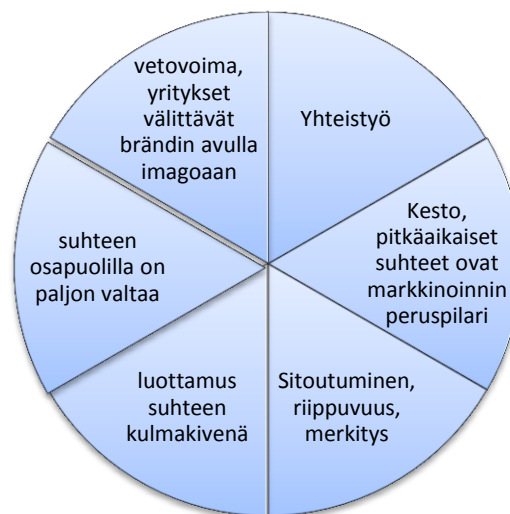 vetovoima,
yritykset
välittävät
brändin avulla
imagoaan
Yhteistyö
Kesto,
pitkäaikaiset
suhteet ovat
markkinoinnin
peruspilari
Sitoutuminen,
riippuvuus,
merkitys
luottamus
suhteen
kulmakivenä
suhteen
osapuolilla on
paljon valtaa